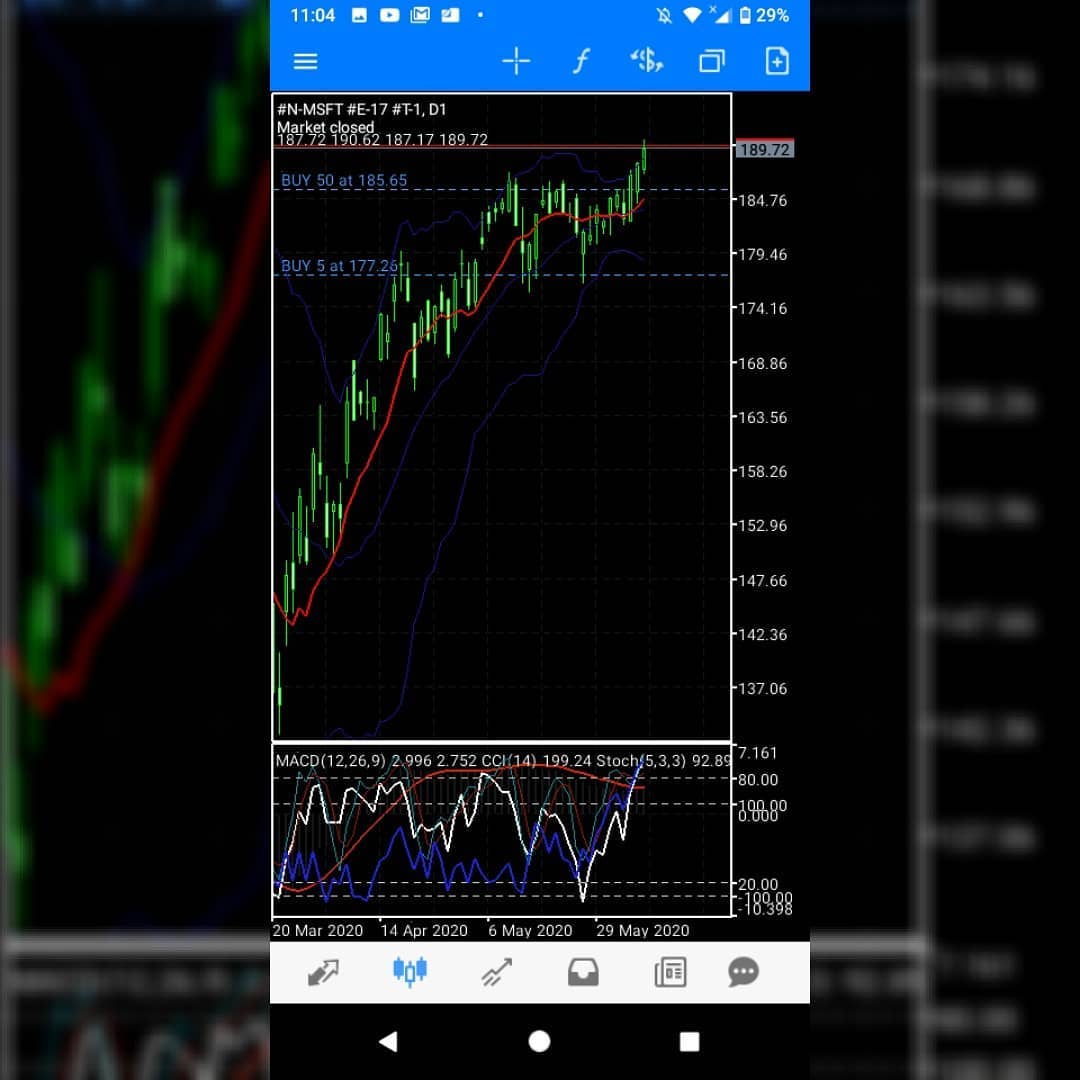 11:04 29%
#N-MSFT #E-17 #T-1, D1
Market closed
187.72 190.62 187.17 189.72
189.72
BUY 50 at 185.65
184.76
179.46
BUY 5 at 177.26
174.16
168.86
163.56
158.26
152.96
147.66
142.36
137.06
MACD(12,26,9) 2.996 2.752 CCI(14) 199.24 Stoch(5,3,3) 92.89
7.161
80.00
100.00
0.000
20.00
-100.00
-10.398
20 Mar 2020 14 Apr 2020 6 May 2020 29 May 2020